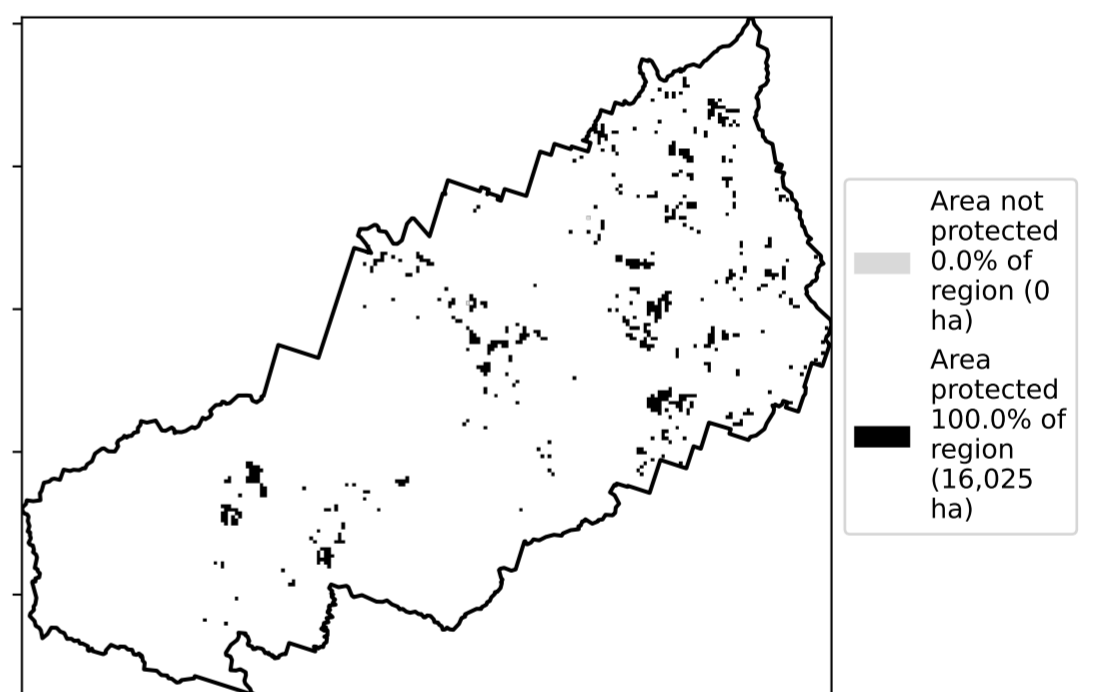 Area not
protected
0.0% of
region (0
ha)
Area
protected
100.0% of
region
(16,025
ha)